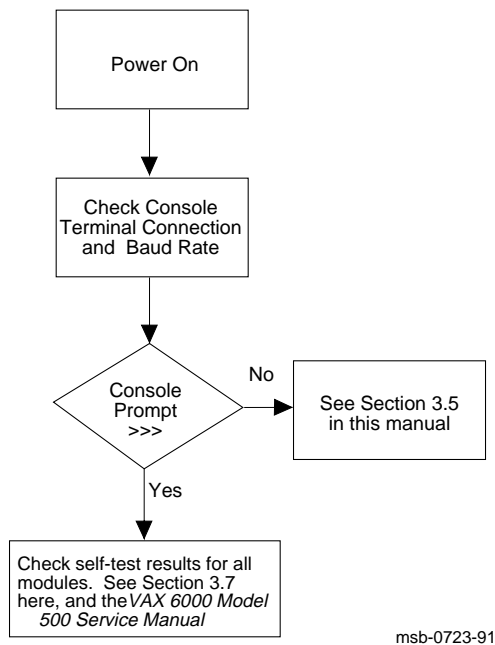 Power On
Check Console
Terminal Connection
and Baud Rate
Console
Prompt
>>>
No
See Section 3.5
in this manual
Yes
Check self-test results for all
modules. See Section 3.7
here, and theVAX 6000 Model
500 Service Manual
msb-0723-91